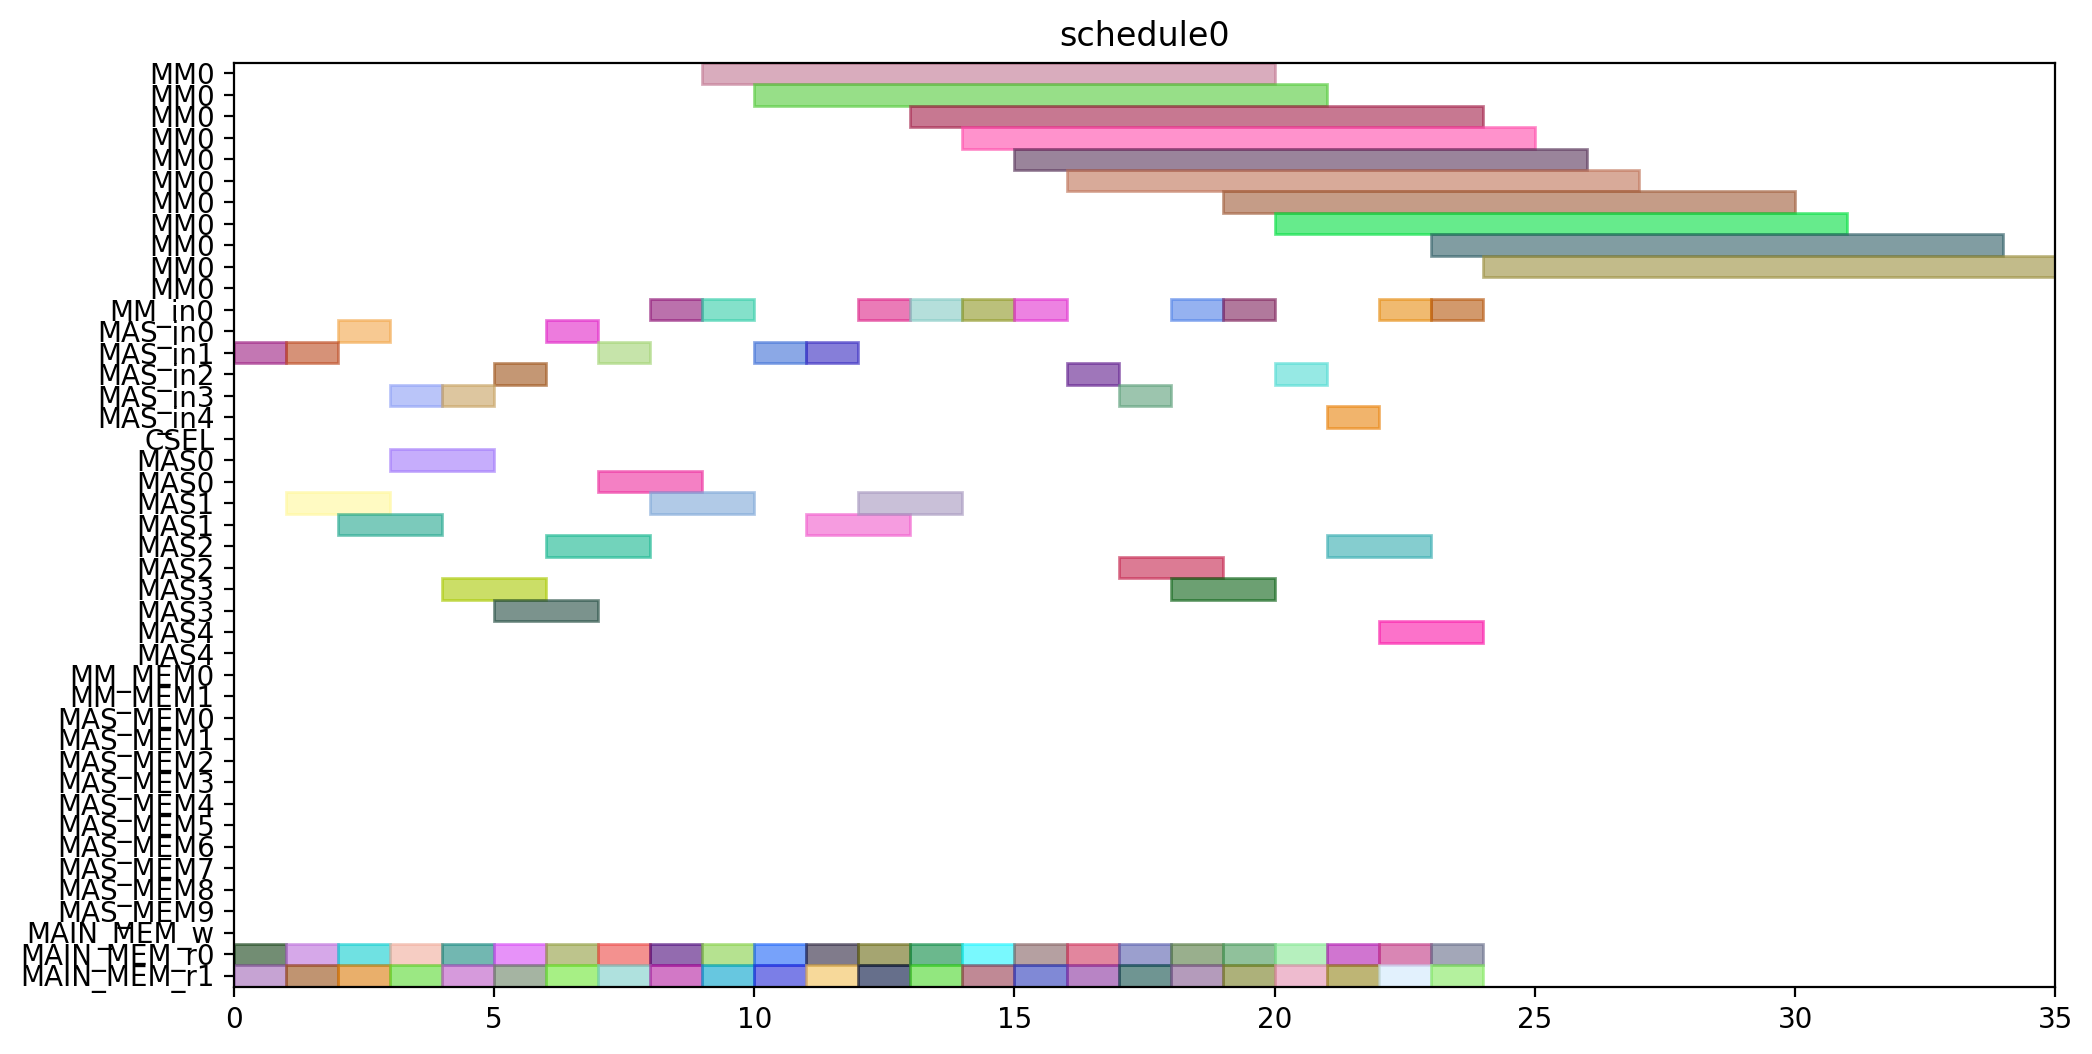 schedule0
MM0
MM0
MM0
MM0
MM0
MM0
MM0
MM0
MM0
MM0
MM0
MM_in0
MAS_in0
MAS_in1
MAS_in2
MAS_in3
MAS_in4
CSEL
MAS0
MAS0
MAS1
MAS1
MAS2
MAS2
MAS3
MAS3
MAS4
MAS4
MM_MEM0
MM_MEM1
MAS_MEM0
MAS_MEM1
MAS_MEM2
MAS_MEM3
MAS_MEM4
MAS_MEM5
MAS_MEM6
MAS_MEM7
MAS_MEM8
MAS_MEM9
MAIN_MEM_w
MAIN_MEM_r0
MAIN_MEM_r1
0 5 10 15 20 25 30 35